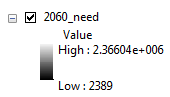 2060_need
Value
High : 2.36604e+006
Low : 2389